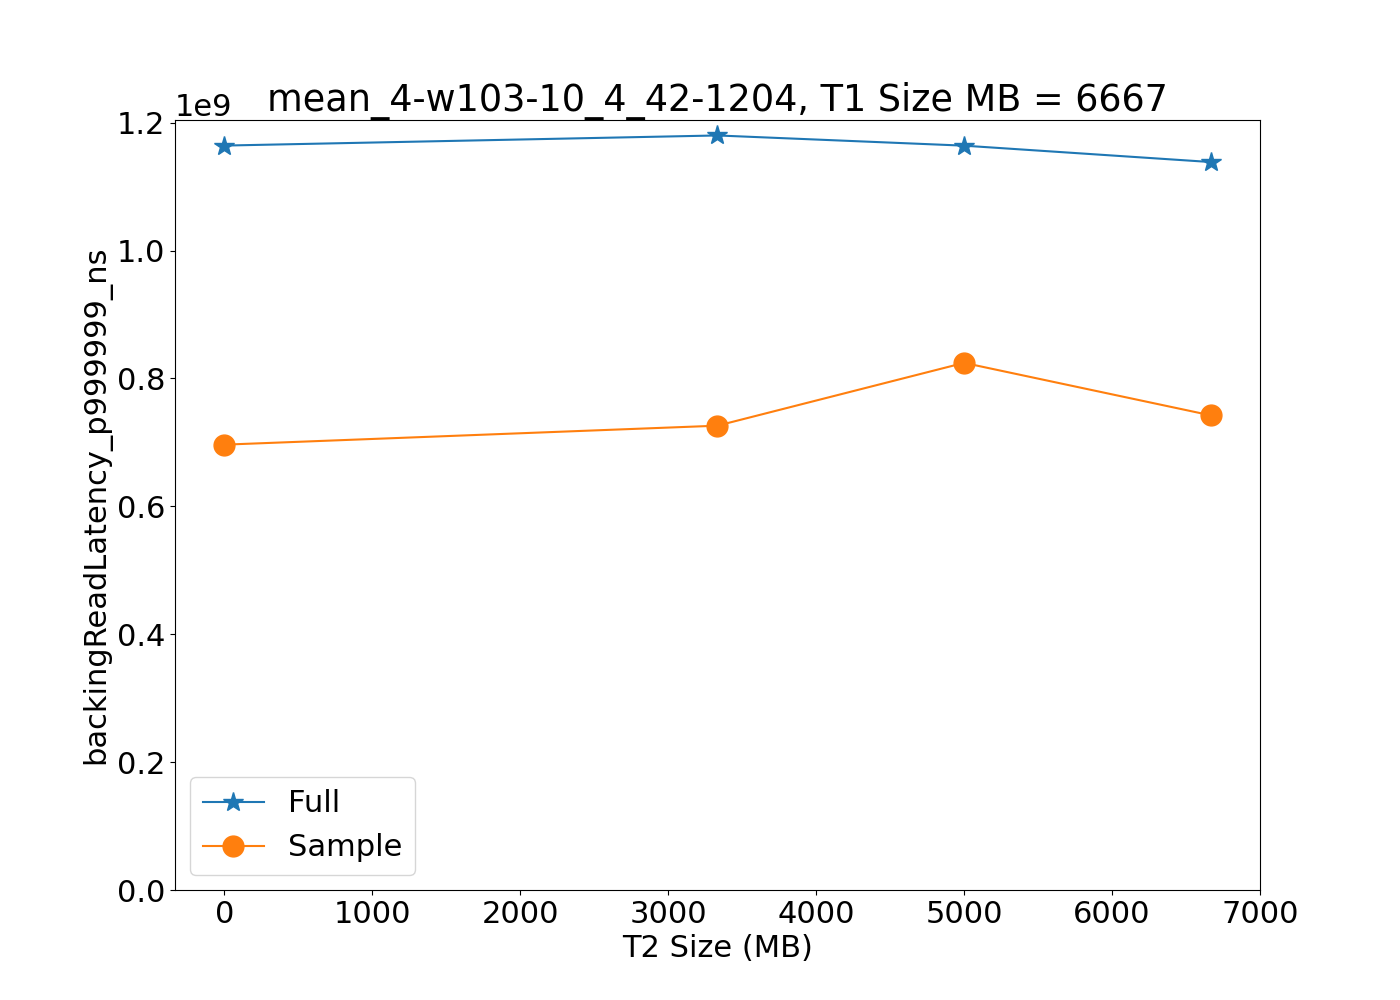 mean_4-w103-10_4_42-1204, T1 Size MB = 6667
1e9
1.2
1.0
0.8
0.6
0.4
0.2
0.0
backingReadLatency_p999999_ns
Full
Sample
0 1000 2000 3000 4000 5000 6000 7000
T2 Size (MB)